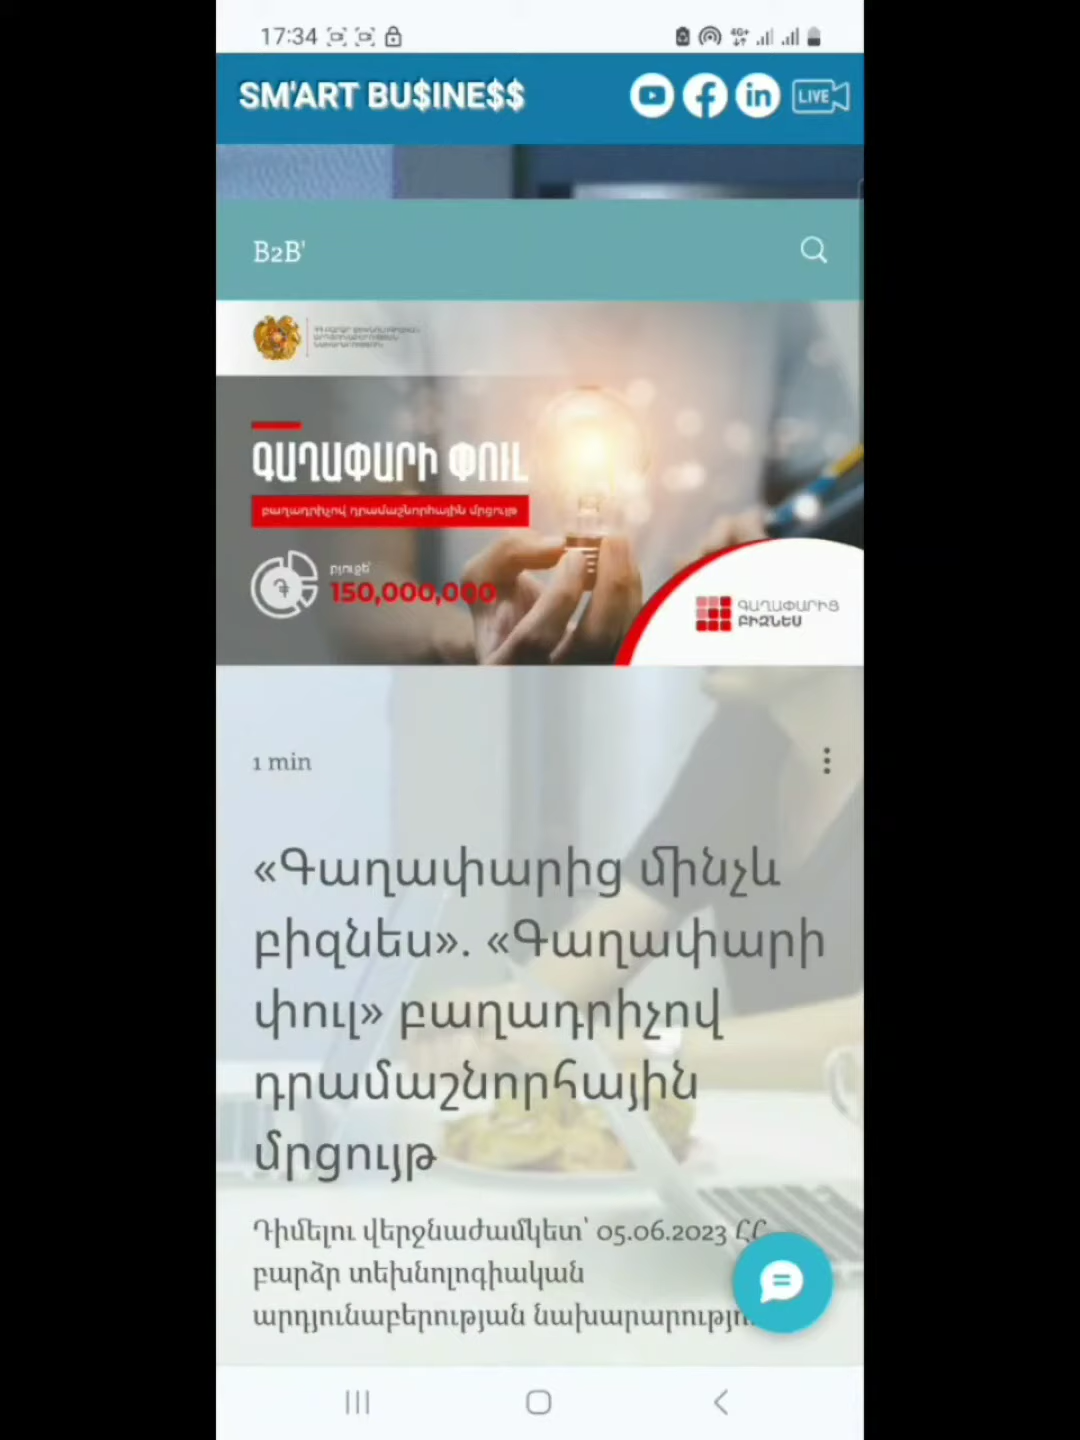 17:34
4G+
SM'ART BU$INE$$
LIVE
B2B'
ԳԱՂԱՓԱՐԻ ՓՈՒԼ
բաղադրիչով դրամաշնորհային մրցույթ
բյուջե՝
150,000,000
ԳԱՂԱՓԱՐԻՑ
ԲԻԶՆԵՍ
1 min
«Գաղափարից մինչև
բիզնես». «Գաղափարի
փուլ» բաղադրիչով
դրամաշնորհային
մրցույթ
Դիմելու վերջնաժամկետ՝ 05.06.2023 ՀՀ
բարձր տեխնոլոգիական
արդյունաբերության